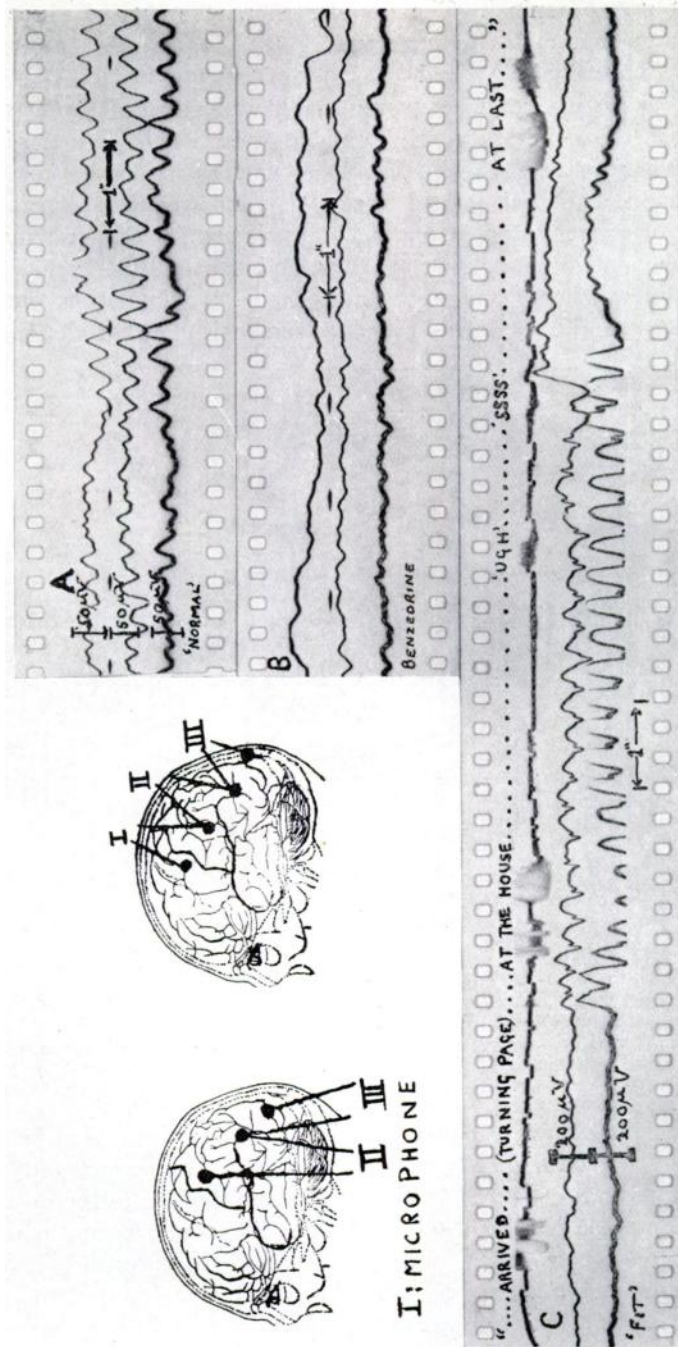 A
50μV
50μV
50μV
1"
'NORMAL'
B
1"
BENZEDRINE
I
II
III
II
III
I: MICROPHONE
"....ARRIVED....(TURNING PAGE)....AT THE HOUSE..................'UGH'........'SSSS'................AT LAST...."
C
200μV
200μV
1"
'FIT'